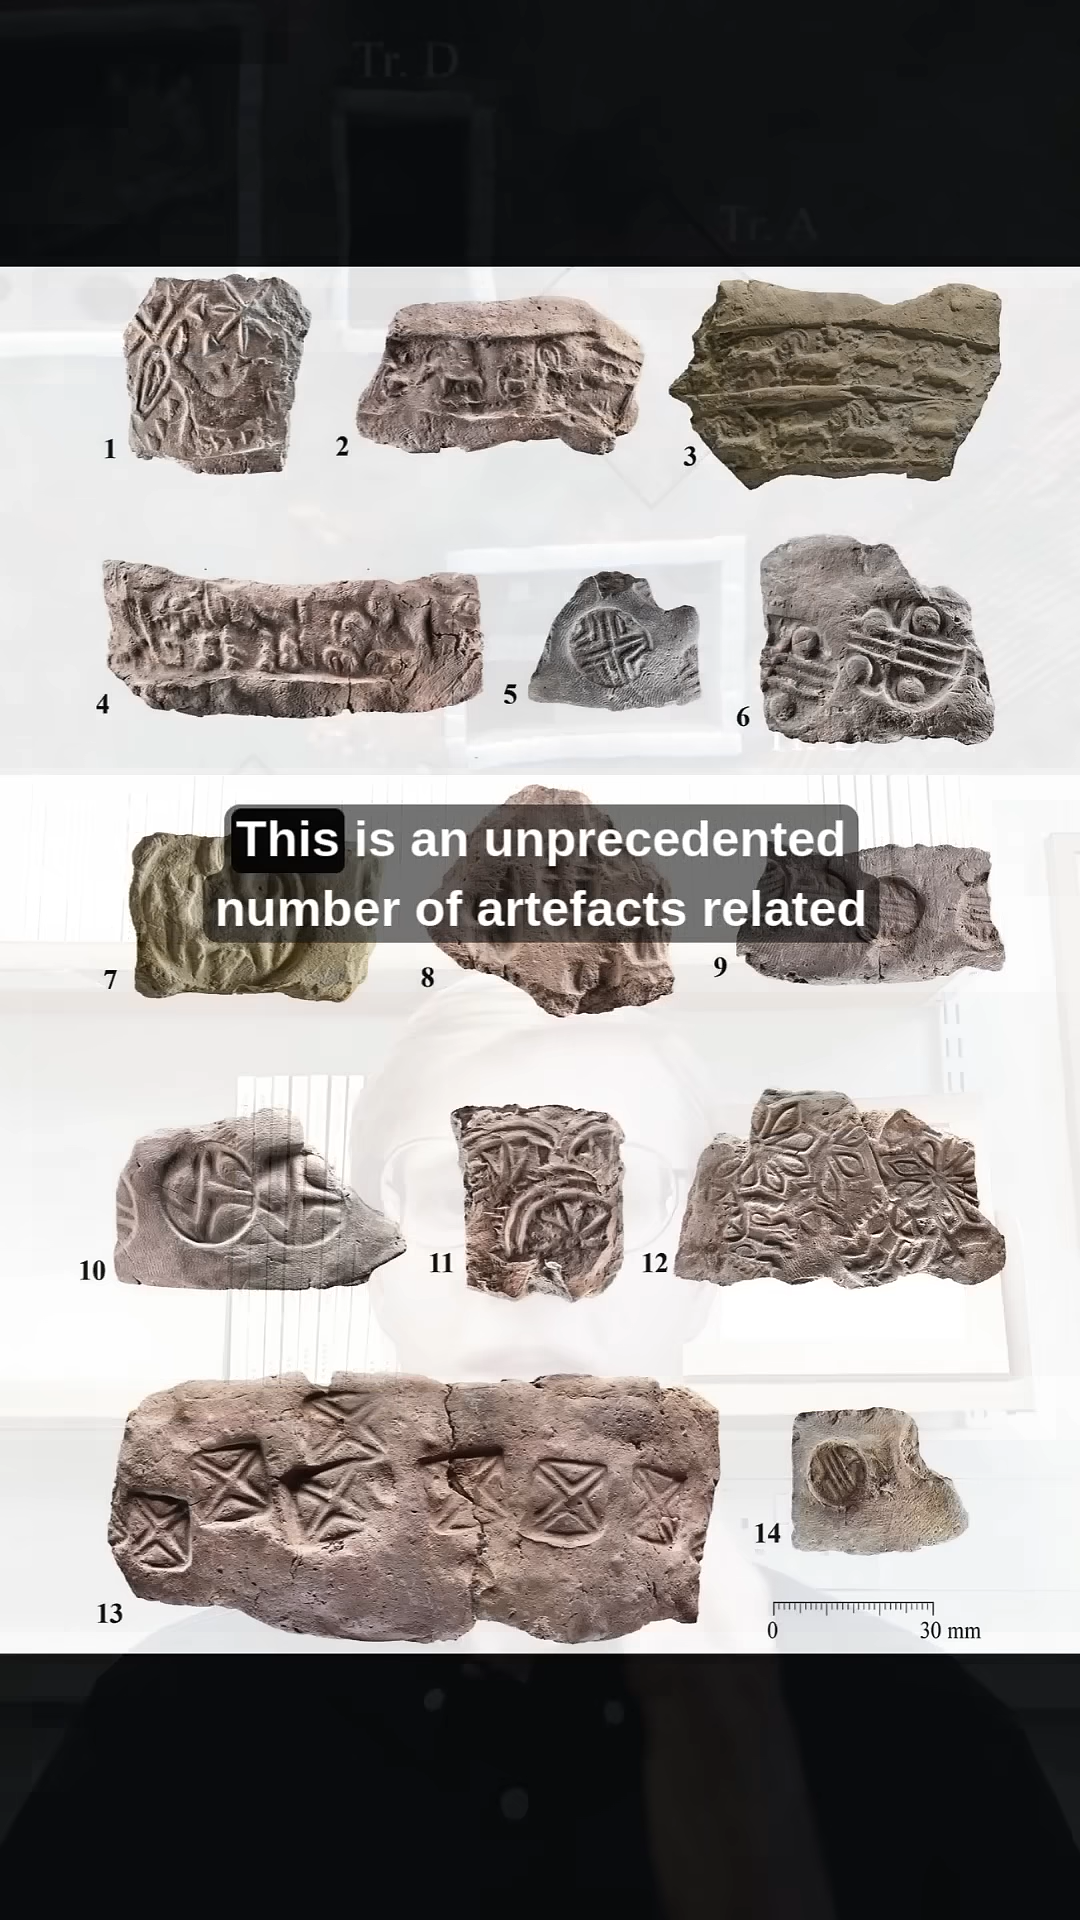 Tr. D
Tr. A
1
2
3
4
5
6
This is an unprecedented
number of artefacts related
7
8
9
10
11
12
13
14
0 30 mm